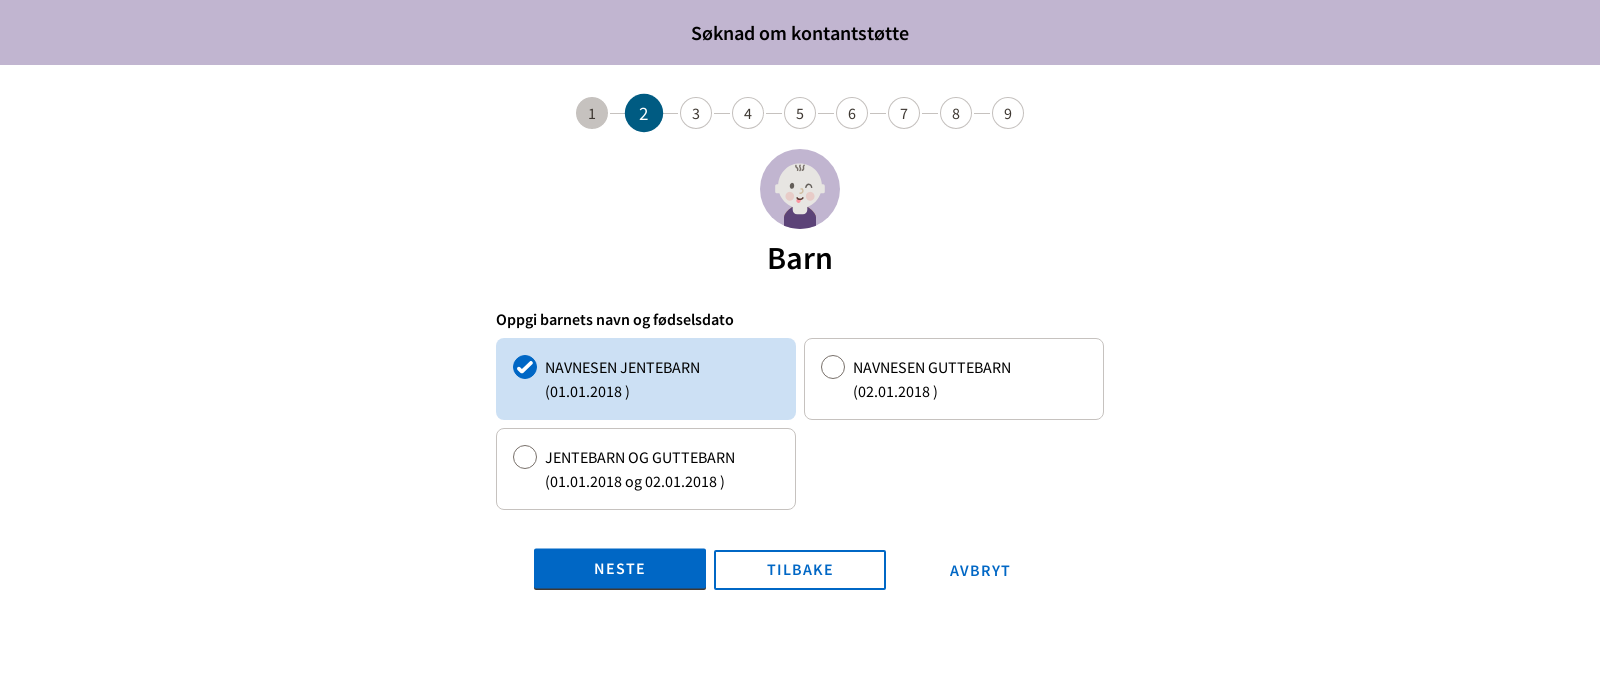 Søknad om kontantstøtte
1 2 3 4 5 6 7 8 9
Barn
Oppgi barnets navn og fødselsdato
NAVNESEN JENTEBARN
(01.01.2018 )
NAVNESEN GUTTEBARN
(02.01.2018 )
JENTEBARN OG GUTTEBARN
(01.01.2018 og 02.01.2018 )
NESTE TILBAKE AVBRYT